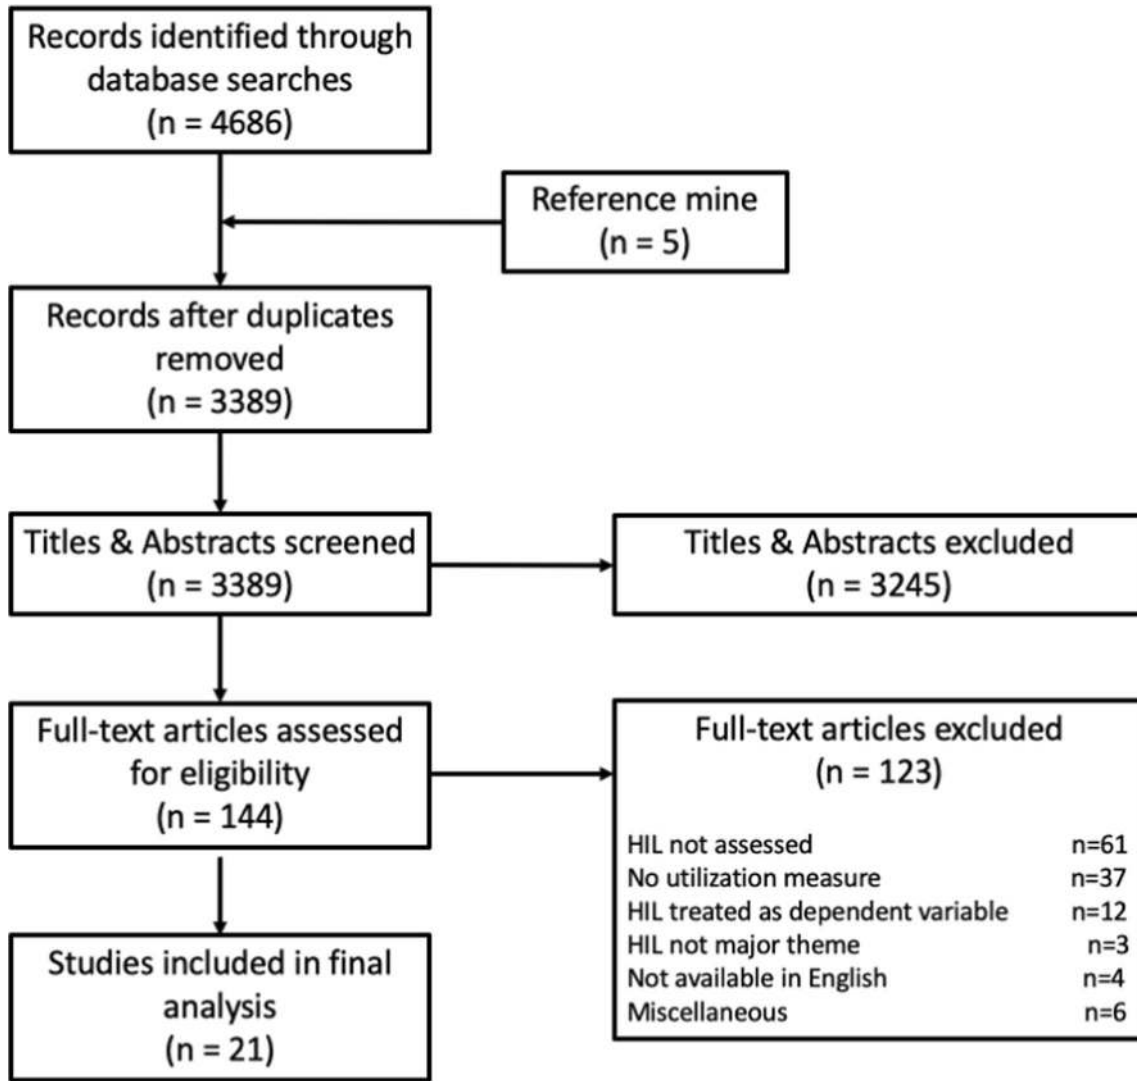 Records identified through
database searches
(n = 4686)
Reference mine
(n = 5)
Records after duplicates
removed
(n = 3389)
Titles & Abstracts screened
(n = 3389)
Titles & Abstracts excluded
(n = 3245)
Full-text articles assessed
for eligibility
(n = 144)
Full-text articles excluded
(n = 123)
HIL not assessed n=61
No utilization measure n=37
HIL treated as dependent variable n=12
HIL not major theme n=3
Not available in English n=4
Miscellaneous n=6
Studies included in final
analysis
(n = 21)